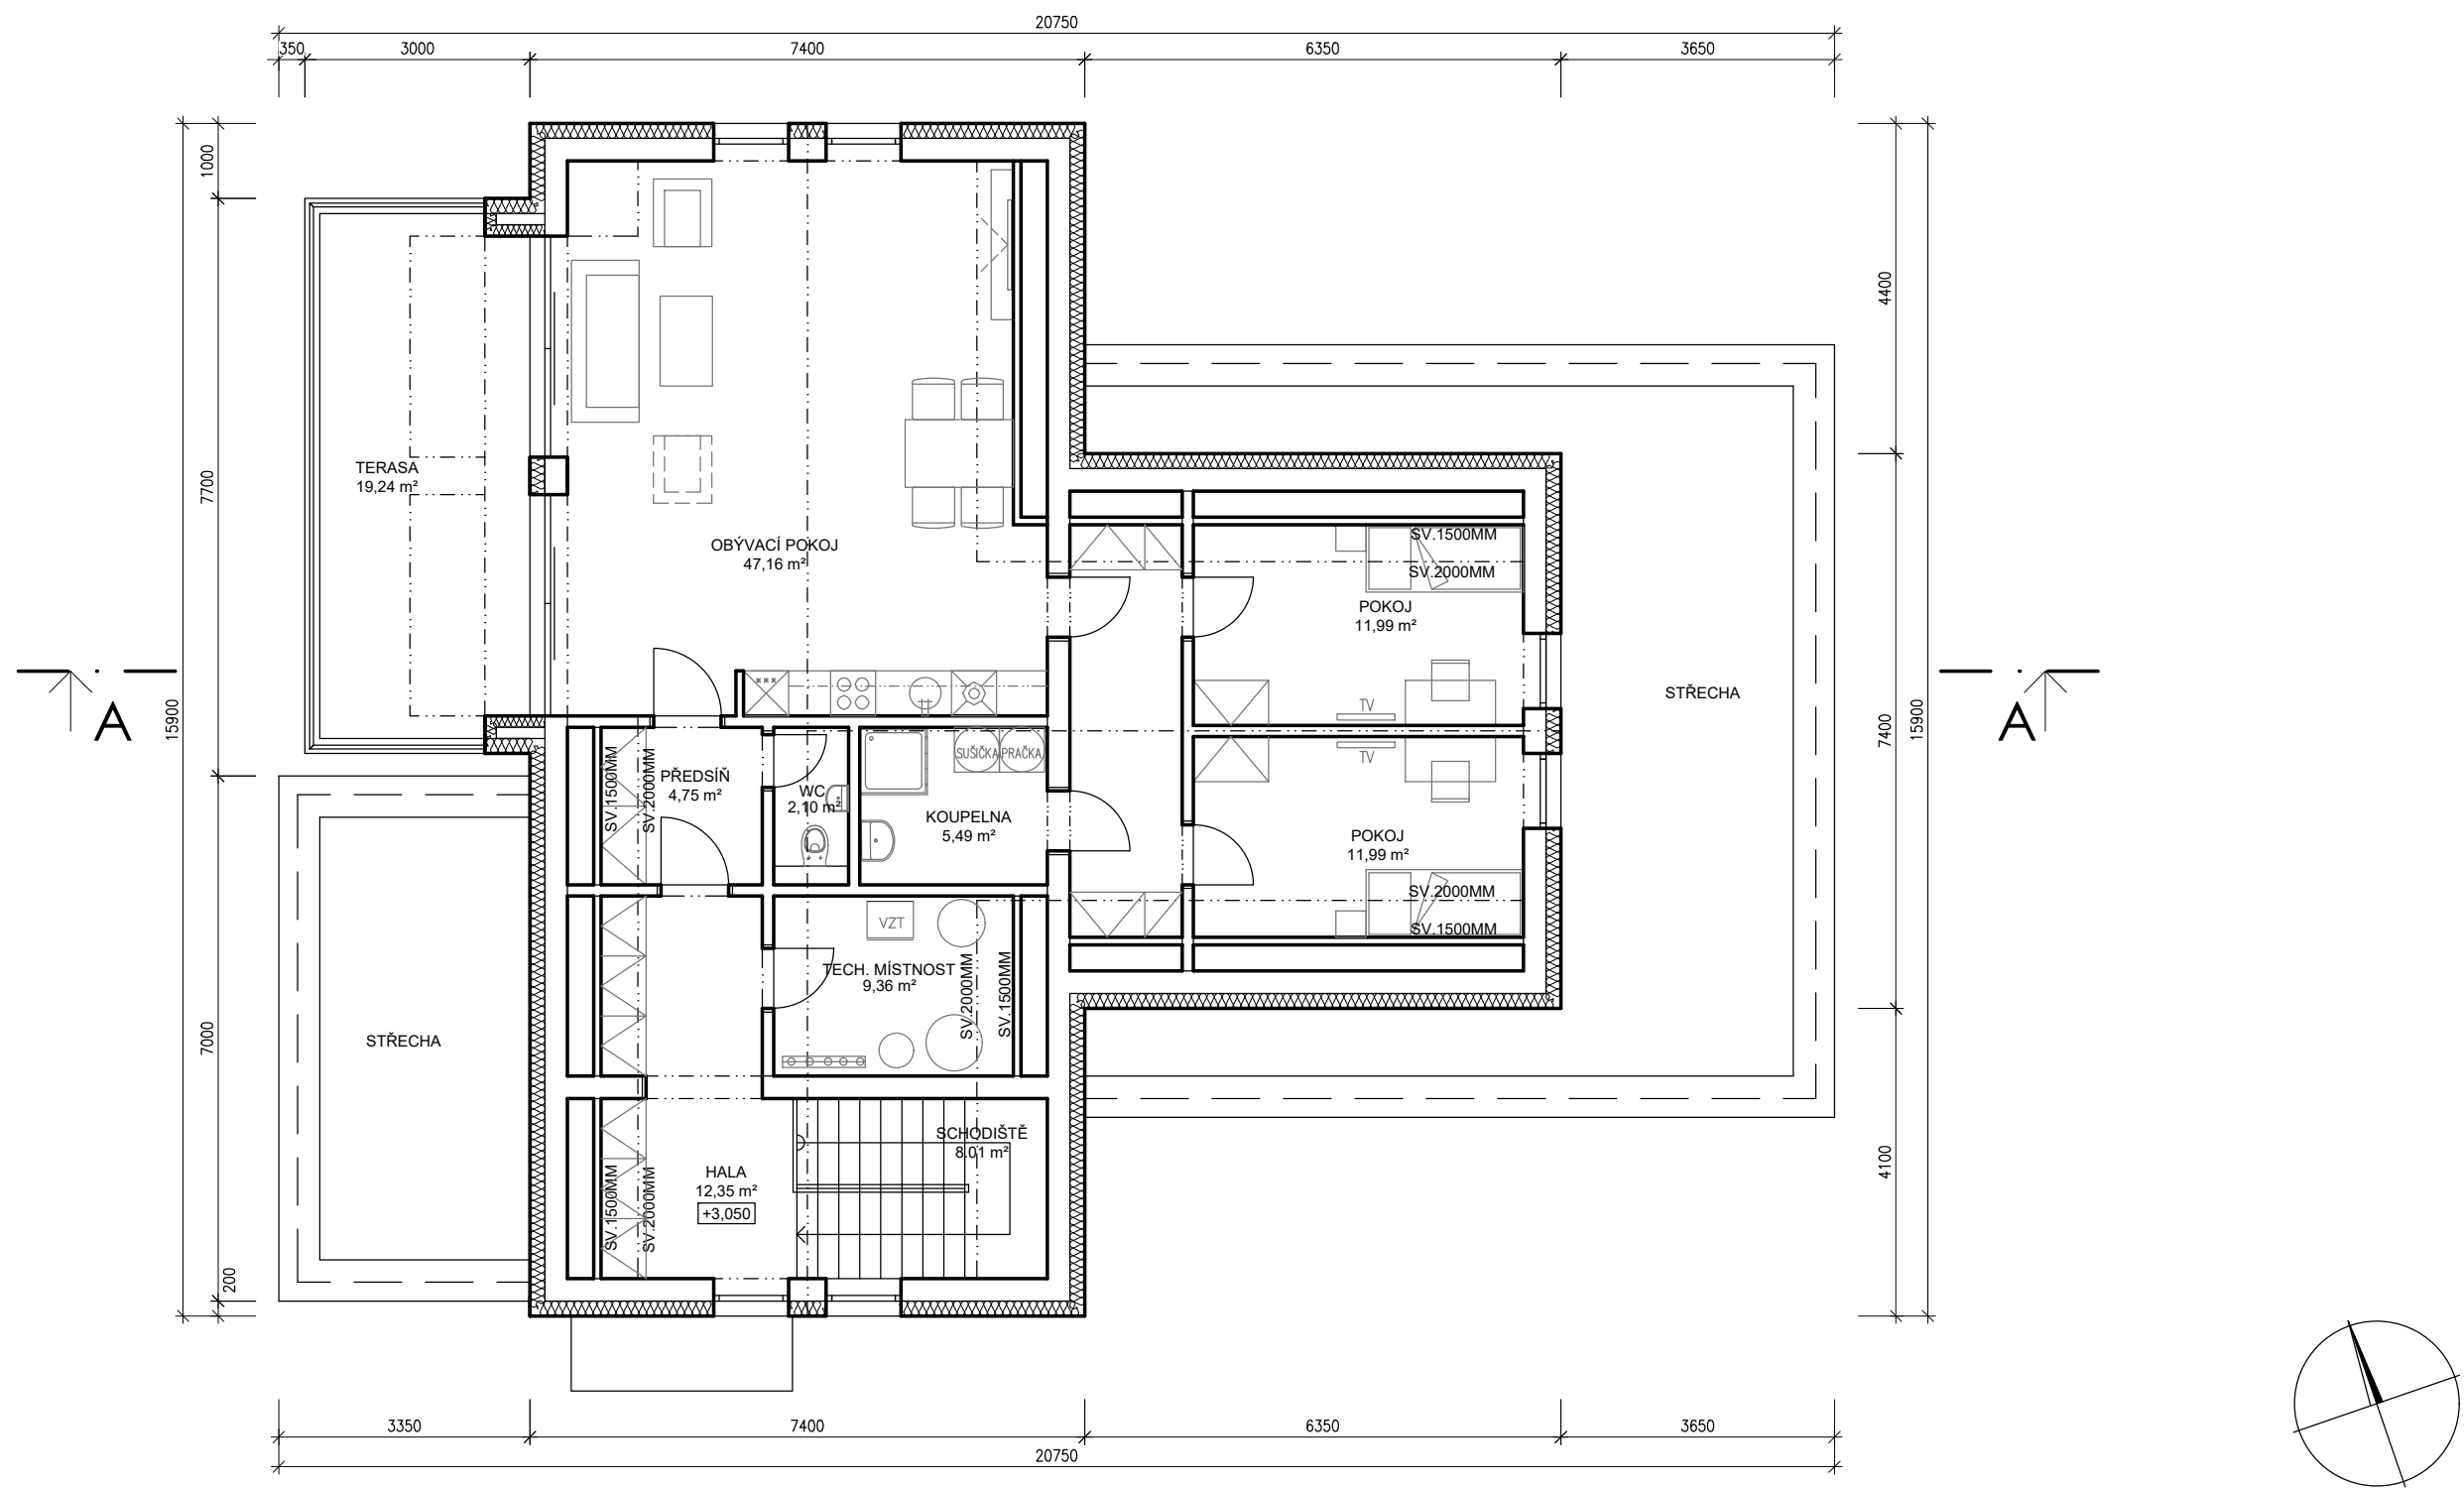 20750
350
3000
7400
6350
3650
1000
7700
15900
7000
200
4400
7400
15900
4100
TERASA
19,24 m²
OBÝVACÍ POKOJ
47,16 m²
SV.1500MM
SV.2000MM
POKOJ
11,99 m²
TV
STŘECHA
A
A
SV.1500MM
SV.2000MM
PŘEDSÍŇ
4,75 m²
WC
2,10 m²
SUŠIČKA
PRAČKA
KOUPELNA
5,49 m²
TV
POKOJ
11,99 m²
SV.2000MM
SV.1500MM
VZT
TECH. MÍSTNOST
9,36 m²
SV.2000MM
SV.1500MM
STŘECHA
SCHODIŠTĚ
8.01 m²
HALA
12,35 m²
+3,050
SV.1500MM
SV.2000MM
3350
7400
6350
3650
20750